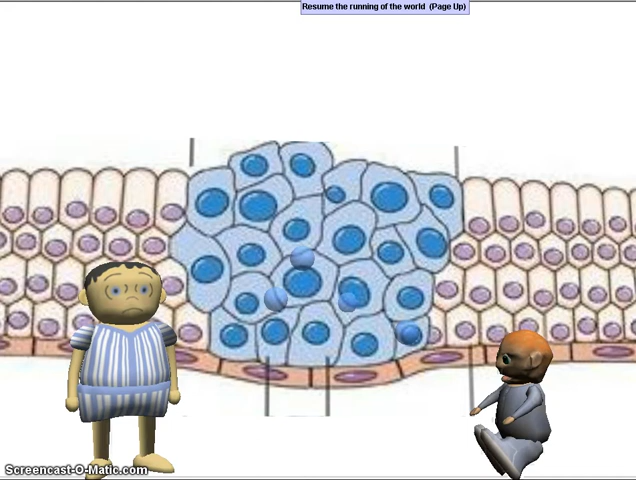 Resume the running of the world (Page Up)
Screencast-O-Matic.com